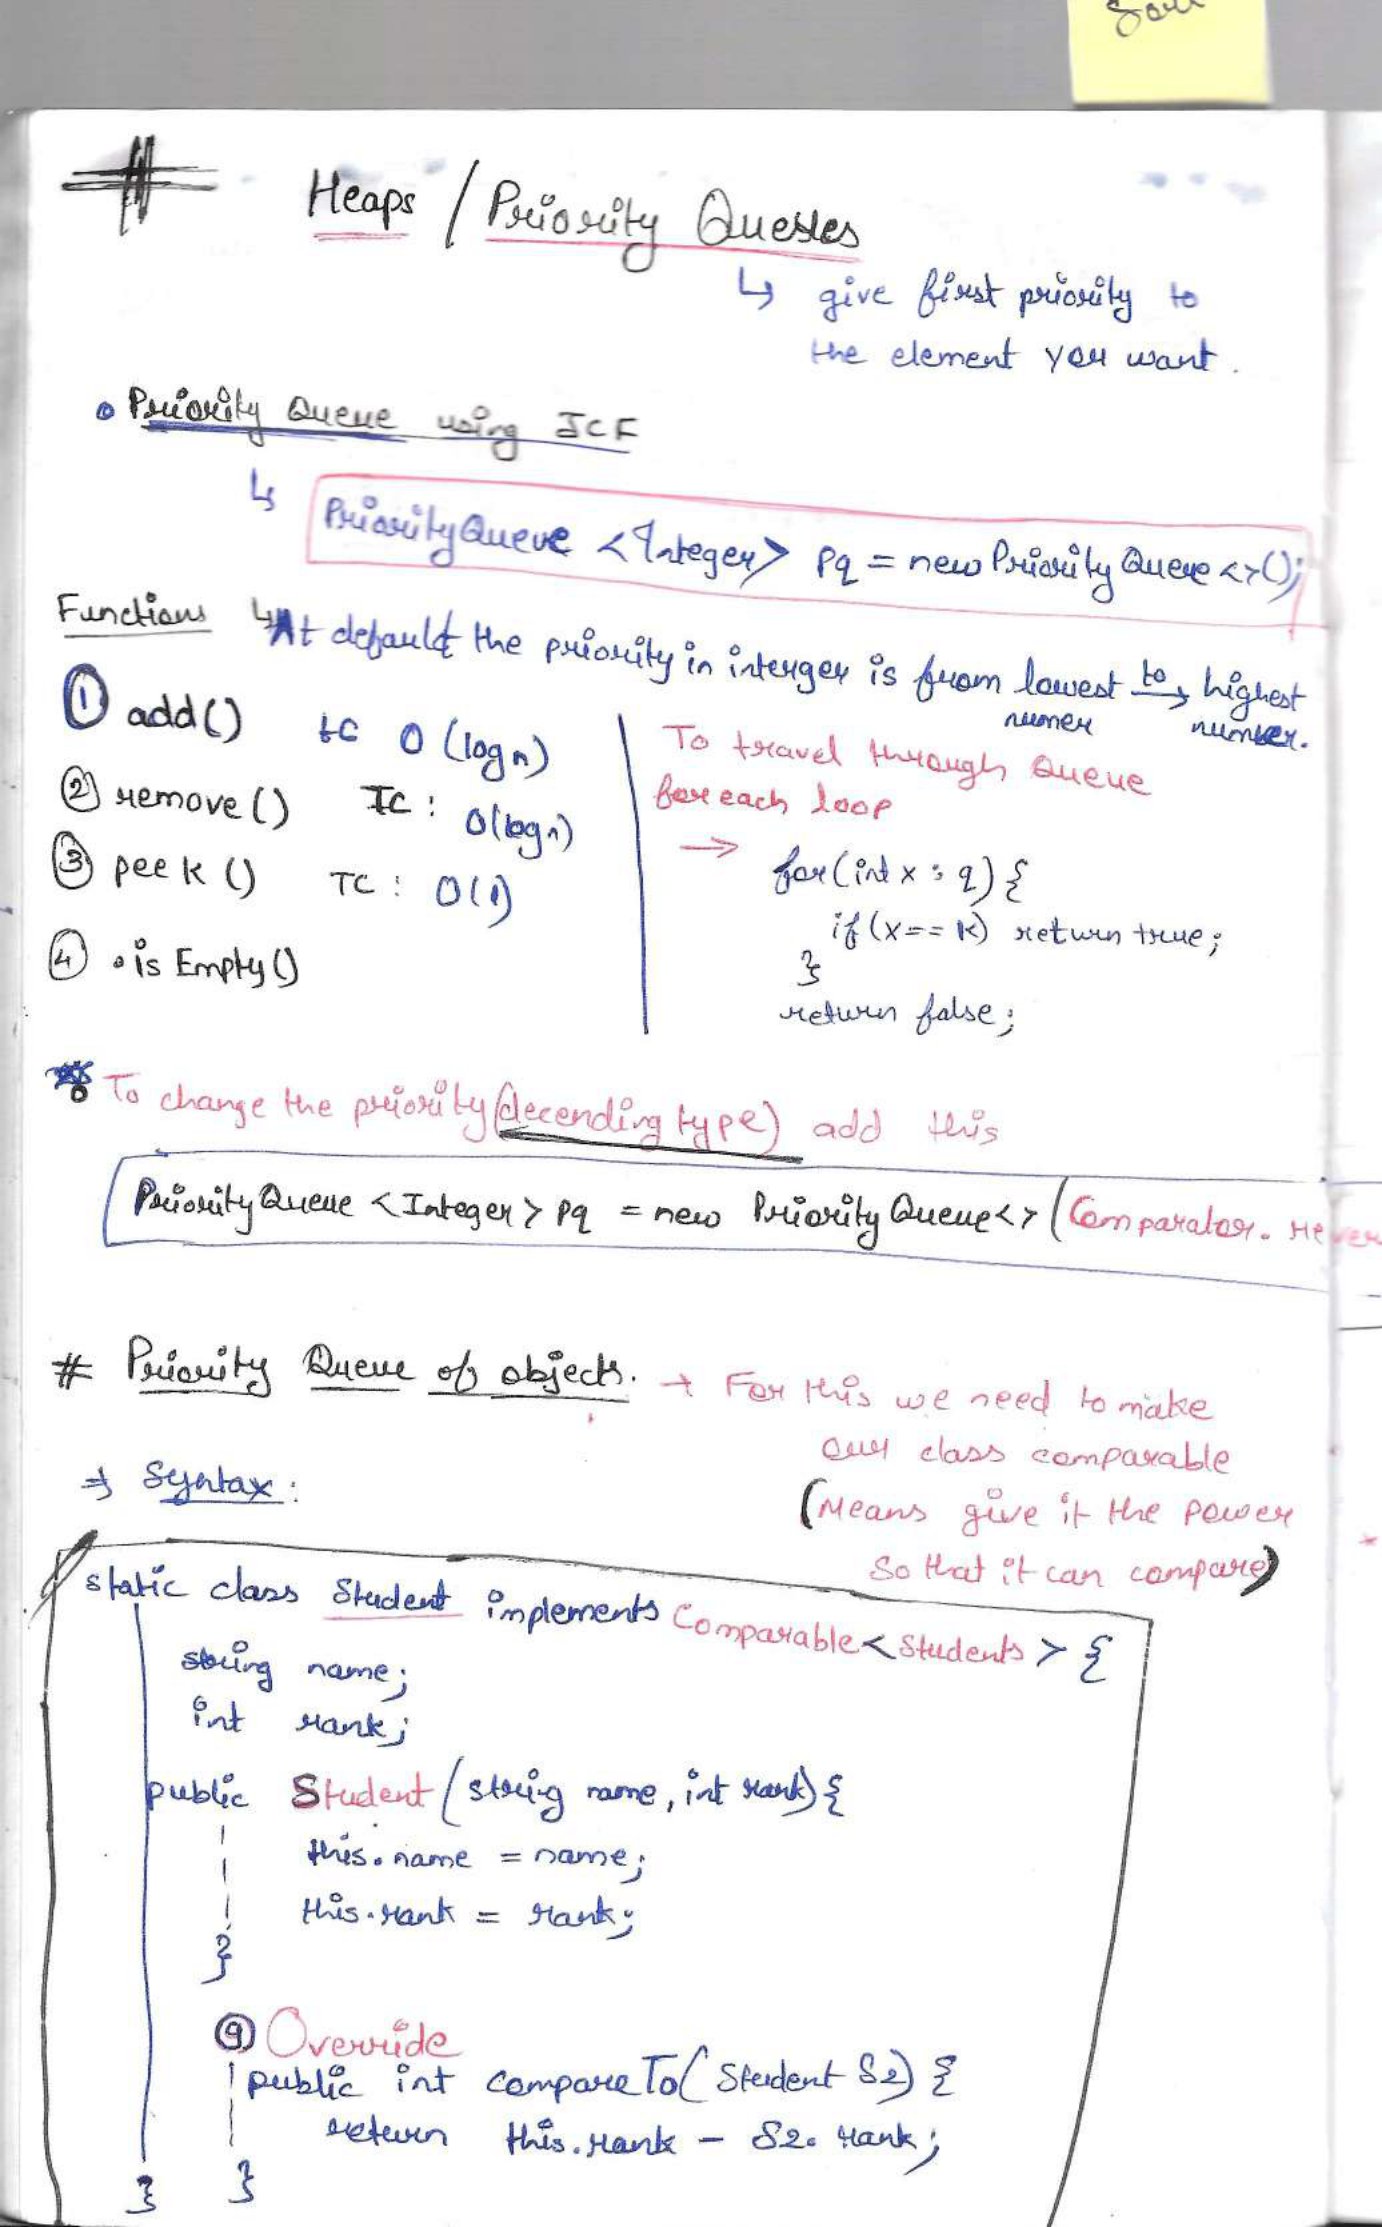 # Heaps / Priority Queues
↳ give first priority to
the element you want.
• Priority Queue using JCF
↳ PriorityQueue <Integer> pq = new PriorityQueue<>();
Functions ↳ At default the priority in interger is from lowest to → highest
numer number.
① add() tc O(log n)
② remove() TC: O(logn)
③ peek () TC: O(1)
④ .isEmpty()
To travel through Queue
for each loop
→ for(int x : q) {
if (x == k) return true;
}
return false;
To change the priority (decending type) add this
PriorityQueue <Integer> pq = new PriorityQueue<> (Comparator. rever
# Priority Queue of objects. → For this we need to make
our class comparable
(Means give it the power
so that it can compare)
⇒ Syntax:
static class Student implements Comparable<Students> {
string name;
int rank;
public Student (string name, int rank) {
this.name = name;
this.rank = rank;
}
@Override
public int compareTo( Student S2) {
return this.rank - S2.rank;
}
}